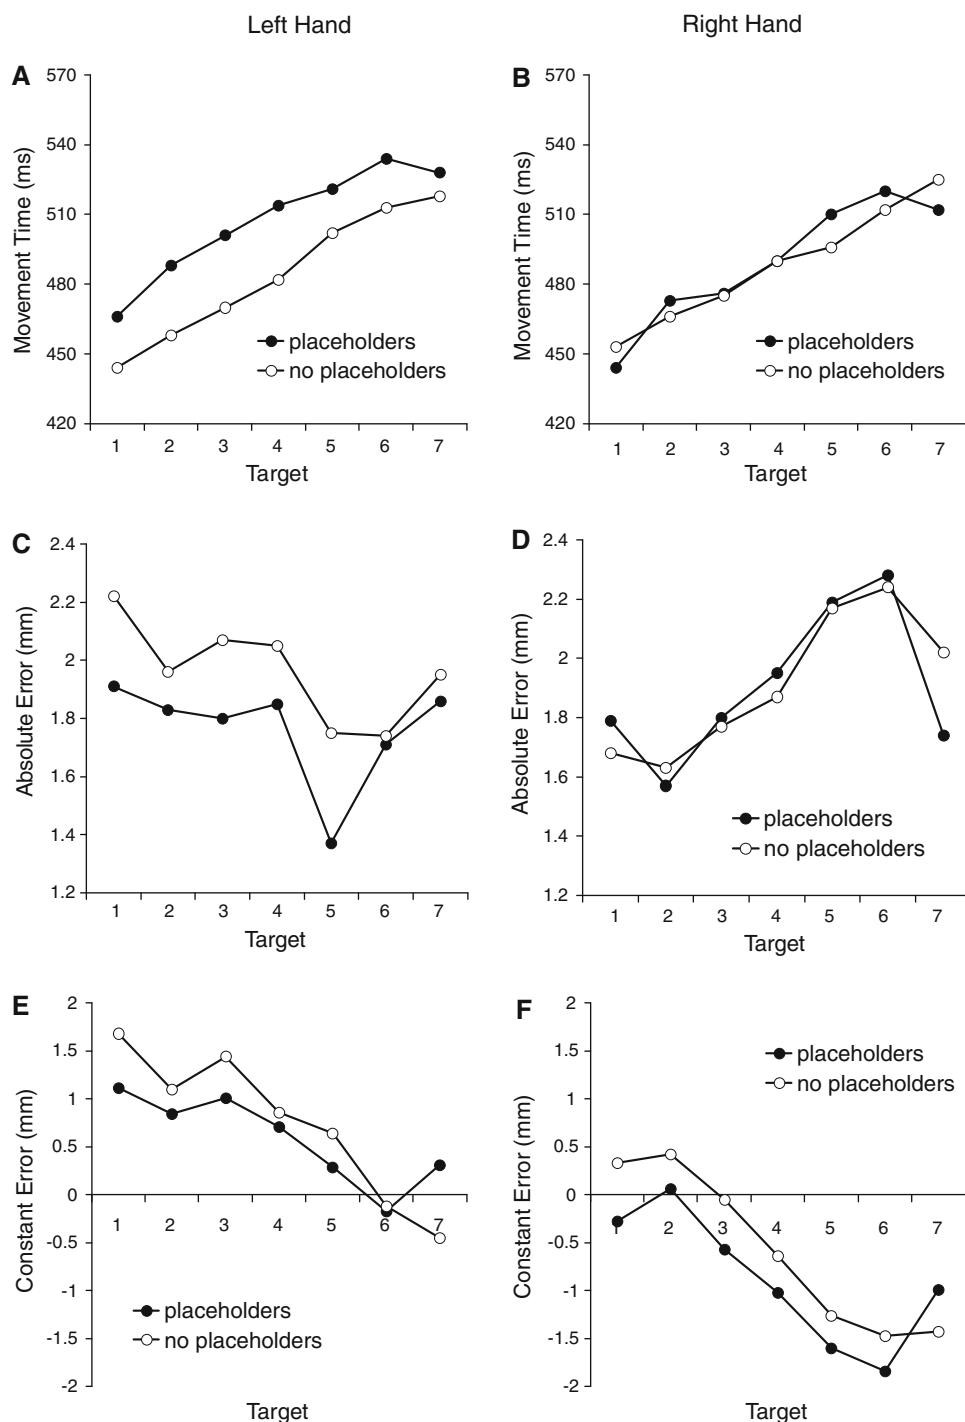 Left Hand
Right Hand
A
570
540
510
480
450
420
Movement Time (ms)
placeholders
no placeholders
1 2 3 4 5 6 7
Target
B
570
540
510
480
450
420
Movement Time (ms)
placeholders
no placeholders
1 2 3 4 5 6 7
Target
C
2.4
2.2
2
1.8
1.6
1.4
1.2
Absolute Error (mm)
1 2 3 4 5 6 7
Target
D
2.4
2.2
2
1.8
1.6
1.4
1.2
Absolute Error (mm)
placeholders
no placeholders
1 2 3 4 5 6 7
Target
E
2
1.5
1
0.5
0
-0.5
-1
-1.5
-2
Constant Error (mm)
1 2 3 4 5 6 7
placeholders
no placeholders
Target
F
2
1.5
1
0.5
0
-0.5
-1
-1.5
-2
Constant Error (mm)
placeholders
no placeholders
1 2 3 4 5 6 7
Target